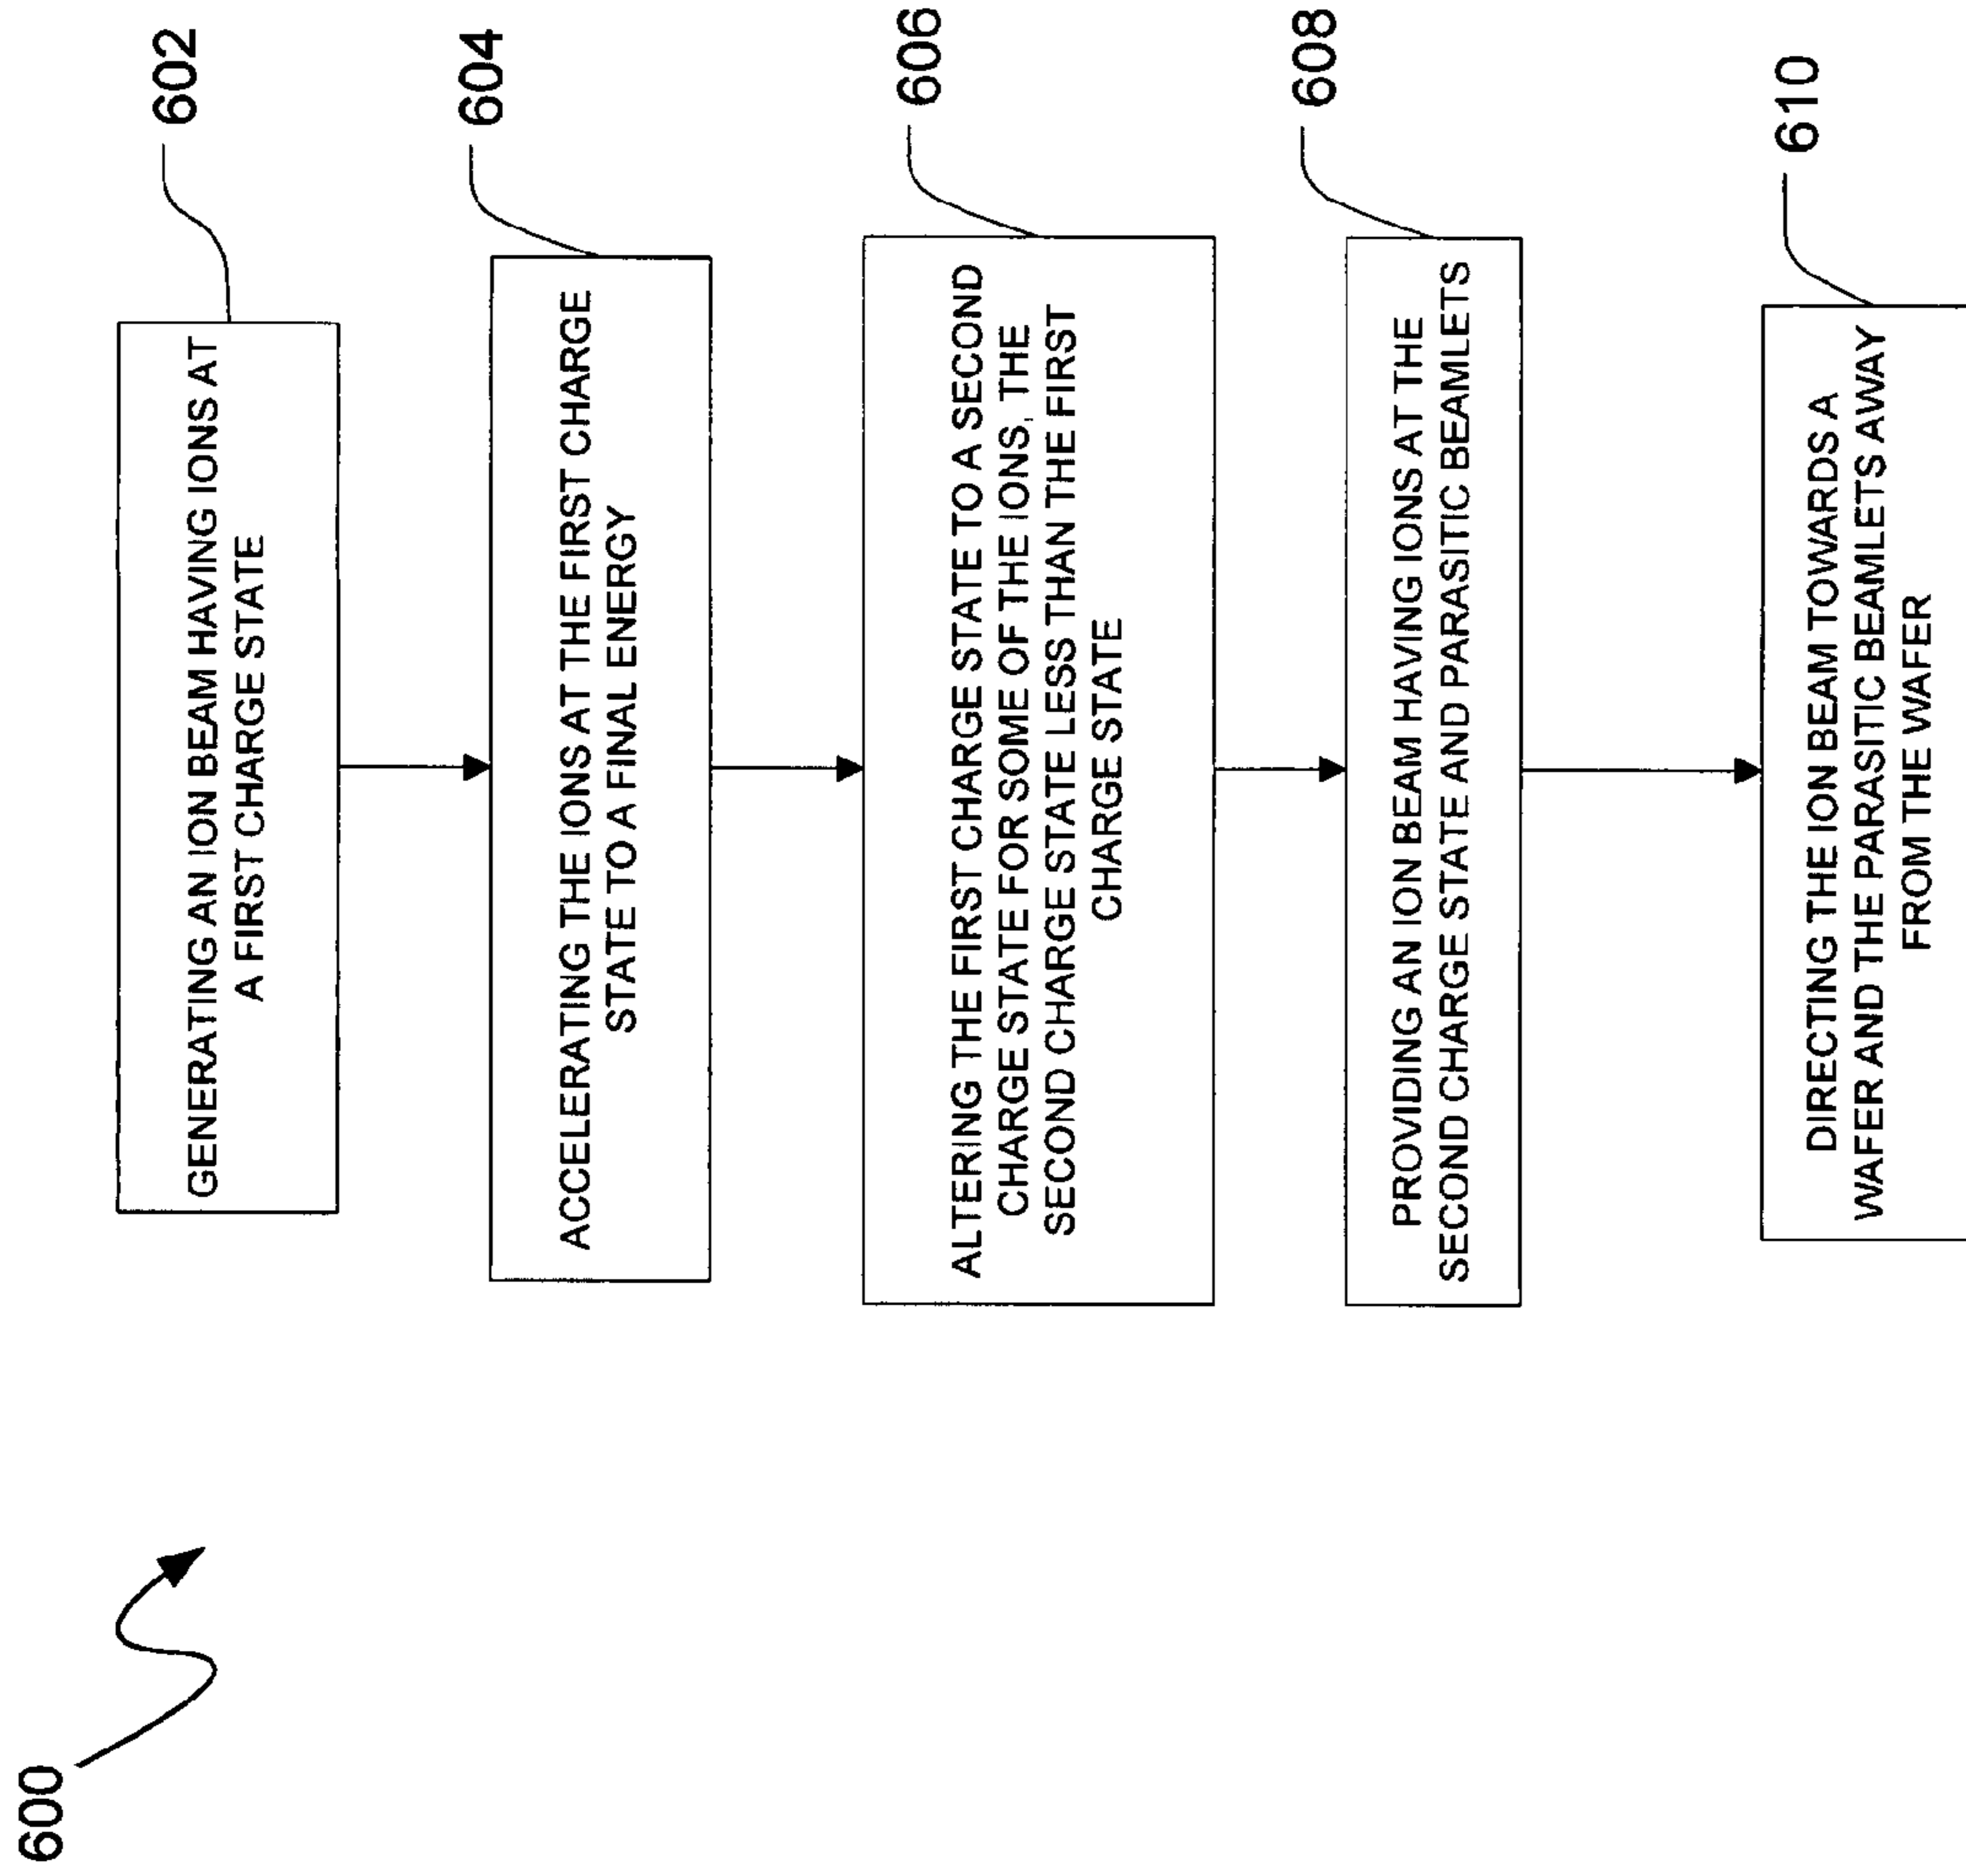 600
602
GENERATING AN ION BEAM HAVING IONS AT
A FIRST CHARGE STATE
604
ACCELERATING THE IONS AT THE FIRST CHARGE
STATE TO A FINAL ENERGY
606
ALTERING THE FIRST CHARGE STATE TO A SECOND
CHARGE STATE FOR SOME OF THE IONS, THE
SECOND CHARGE STATE LESS THAN THE FIRST
CHARGE STATE
608
PROVIDING AN ION BEAM HAVING IONS AT THE
SECOND CHARGE STATE AND PARASITIC BEAMLETS
610
DIRECTING THE ION BEAM TOWARDS A
WAFER AND THE PARASITIC BEAMLETS AWAY
FROM THE WAFER